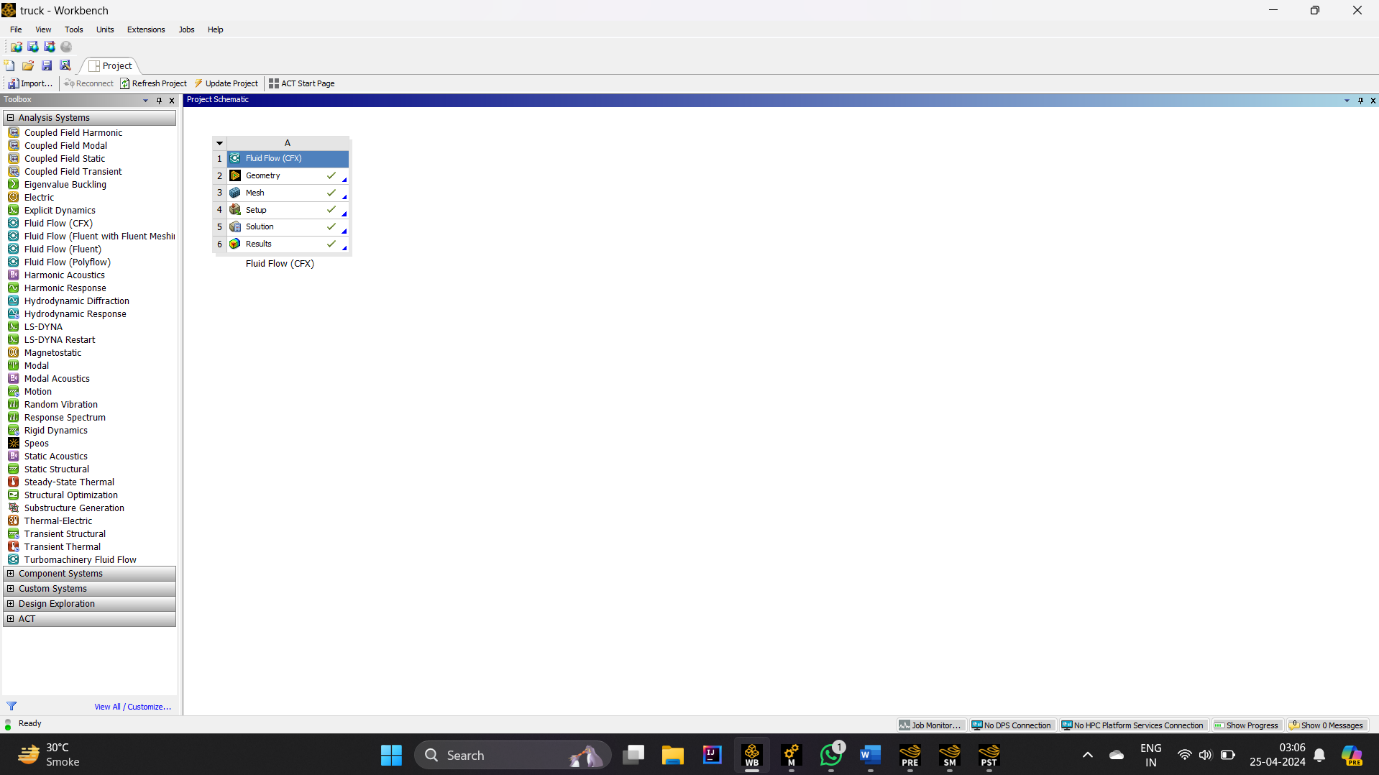 truck - Workbench
File View Tools Units Extensions Jobs Help
Project
Import... Reconnect Refresh Project Update Project ACT Start Page
Toolbox
Project Schematic
Analysis Systems
Coupled Field Harmonic
Coupled Field Modal
Coupled Field Static
Coupled Field Transient
Eigenvalue Buckling
Electric
Explicit Dynamics
Fluid Flow (CFX)
Fluid Flow (Fluent with Fluent Meshi
Fluid Flow (Fluent)
Fluid Flow (Polyflow)
Harmonic Acoustics
Harmonic Response
Hydrodynamic Diffraction
Hydrodynamic Response
LS-DYNA
LS-DYNA Restart
Magnetostatic
Modal
Modal Acoustics
Motion
Random Vibration
Response Spectrum
Rigid Dynamics
Speos
Static Acoustics
Static Structural
Steady-State Thermal
Structural Optimization
Substructure Generation
Thermal-Electric
Transient Structural
Transient Thermal
Turbomachinery Fluid Flow
Component Systems
Custom Systems
Design Exploration
ACT
View All / Customize...
A
1 Fluid Flow (CFX)
2 Geometry
3 Mesh
4 Setup
5 Solution
6 Results
Fluid Flow (CFX)
Ready
Job Monitor... No DPS Connection No HPC Platform Services Connection Show Progress Show 0 Messages
30°C
Smoke
Search
IJ
WB
M
1
W
PRE
SM
PST
ENG
IN
03:06
25-04-2024
PRE